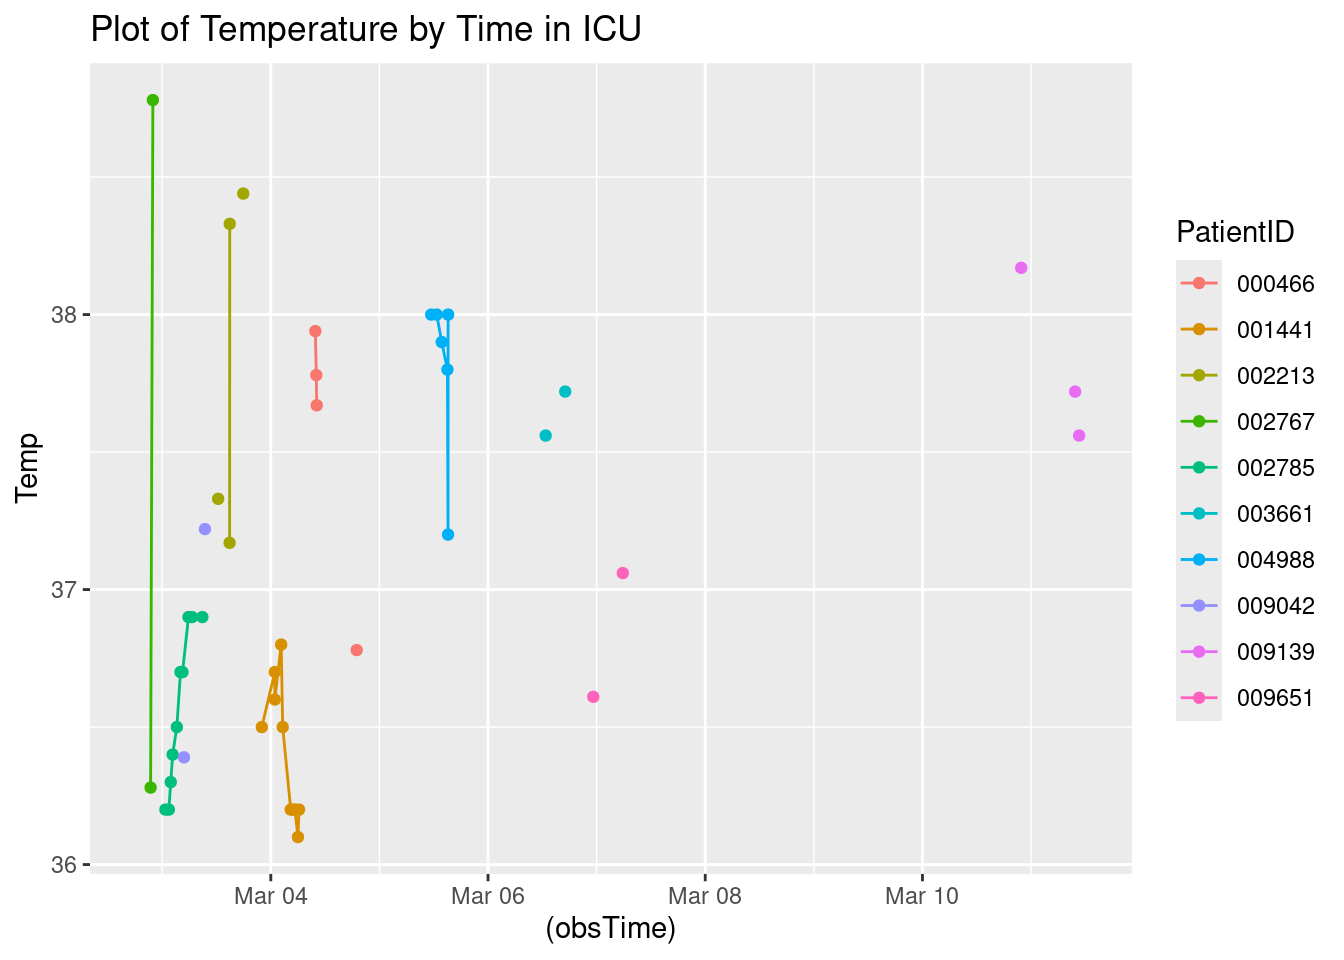 Plot of Temperature by Time in ICU
Temp
38
37
36
Mar 04
Mar 06
Mar 08
Mar 10
(obsTime)
PatientID
000466
001441
002213
002767
002785
003661
004988
009042
009139
009651